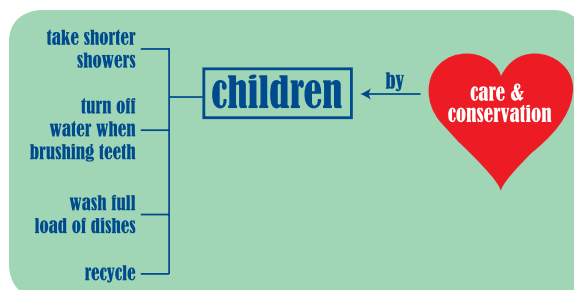 take shorter
showers
turn off
water when
brushing teeth
wash full
load of dishes
recycle
children
by
care &
conservation